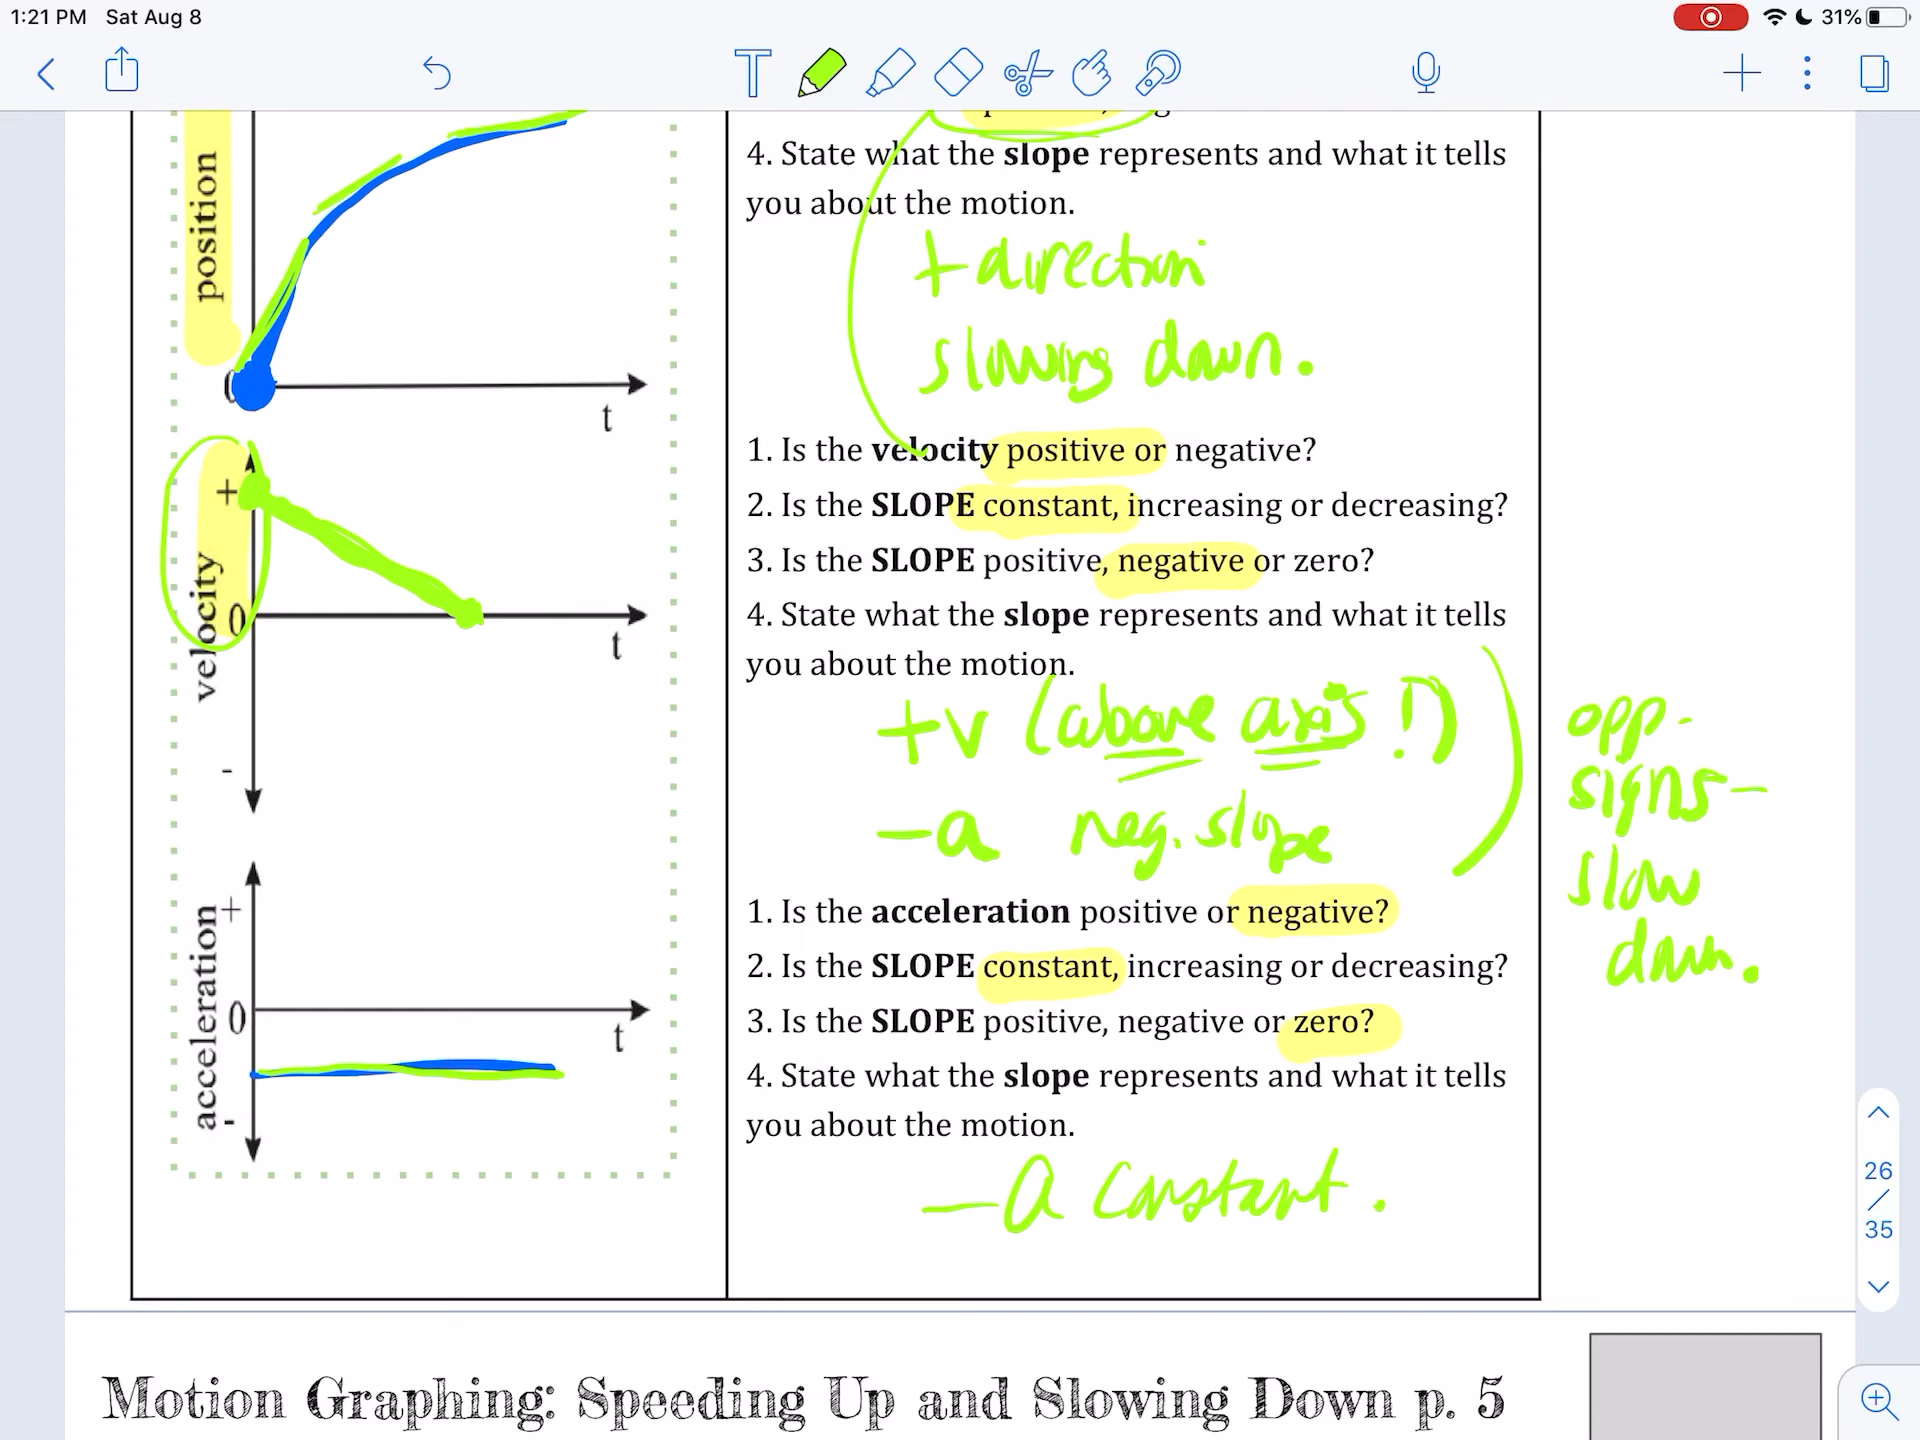 1:21 PM Sat Aug 8
31%
T
position
4. State what the slope represents and what it tells
you about the motion.
+ direction
slowing down.
0
t
1. Is the velocity positive or negative?
2. Is the SLOPE constant, increasing or decreasing?
3. Is the SLOPE positive, negative or zero?
4. State what the slope represents and what it tells
you about the motion.
velocity
+
0
-
t
+v (above axis!)
-a neg. slope
opp.
signs-
slow
down.
1. Is the acceleration positive or negative?
2. Is the SLOPE constant, increasing or decreasing?
3. Is the SLOPE positive, negative or zero?
4. State what the slope represents and what it tells
you about the motion.
acceleration
+
0
-
t
-a constant.
26
/
35
Motion Graphing: Speeding Up and Slowing Down p. 5